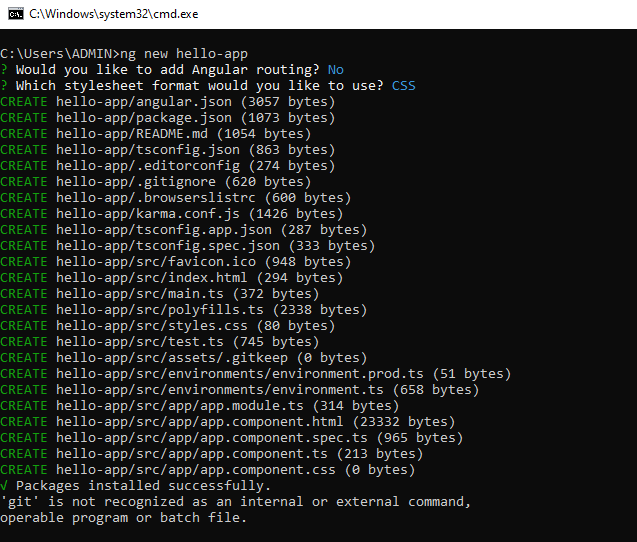 C:\Windows\system32\cmd.exe
C:\Users\ADMIN>ng new hello-app
? Would you like to add Angular routing? No
? Which stylesheet format would you like to use? CSS
CREATE hello-app/angular.json (3057 bytes)
CREATE hello-app/package.json (1073 bytes)
CREATE hello-app/README.md (1054 bytes)
CREATE hello-app/tsconfig.json (863 bytes)
CREATE hello-app/.editorconfig (274 bytes)
CREATE hello-app/.gitignore (620 bytes)
CREATE hello-app/.browserslistrc (600 bytes)
CREATE hello-app/karma.conf.js (1426 bytes)
CREATE hello-app/tsconfig.app.json (287 bytes)
CREATE hello-app/tsconfig.spec.json (333 bytes)
CREATE hello-app/src/favicon.ico (948 bytes)
CREATE hello-app/src/index.html (294 bytes)
CREATE hello-app/src/main.ts (372 bytes)
CREATE hello-app/src/polyfills.ts (2338 bytes)
CREATE hello-app/src/styles.css (80 bytes)
CREATE hello-app/src/test.ts (745 bytes)
CREATE hello-app/src/assets/.gitkeep (0 bytes)
CREATE hello-app/src/environments/environment.prod.ts (51 bytes)
CREATE hello-app/src/environments/environment.ts (658 bytes)
CREATE hello-app/src/app/app.module.ts (314 bytes)
CREATE hello-app/src/app/app.component.html (23332 bytes)
CREATE hello-app/src/app/app.component.spec.ts (965 bytes)
CREATE hello-app/src/app/app.component.ts (213 bytes)
CREATE hello-app/src/app/app.component.css (0 bytes)
√ Packages installed successfully.
'git' is not recognized as an internal or external command,
operable program or batch file.